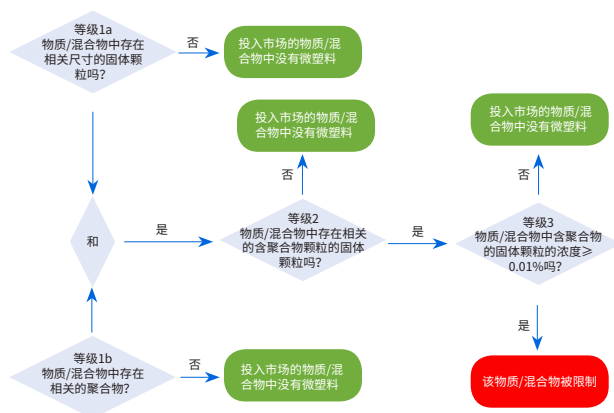 等级1a
物质/混合物中存在
相关尺寸的固体颗
粒吗?
否
投入市场的物质/混
合物中没有微塑料
投入市场的物质/混
合物中没有微塑料
投入市场的物质/混
合物中没有微塑料
否
否
和
是
等级2
物质/混合物中存在相关
的含聚合物颗粒的固体
颗粒吗?
是
等级3
物质/混合物中含聚合物
的固体颗粒的浓度≥
0.01%吗?
是
等级1b
物质/混合物中存在
相关的聚合物?
否
投入市场的物质/混
合物中没有微塑料
该物质/混合物被限制